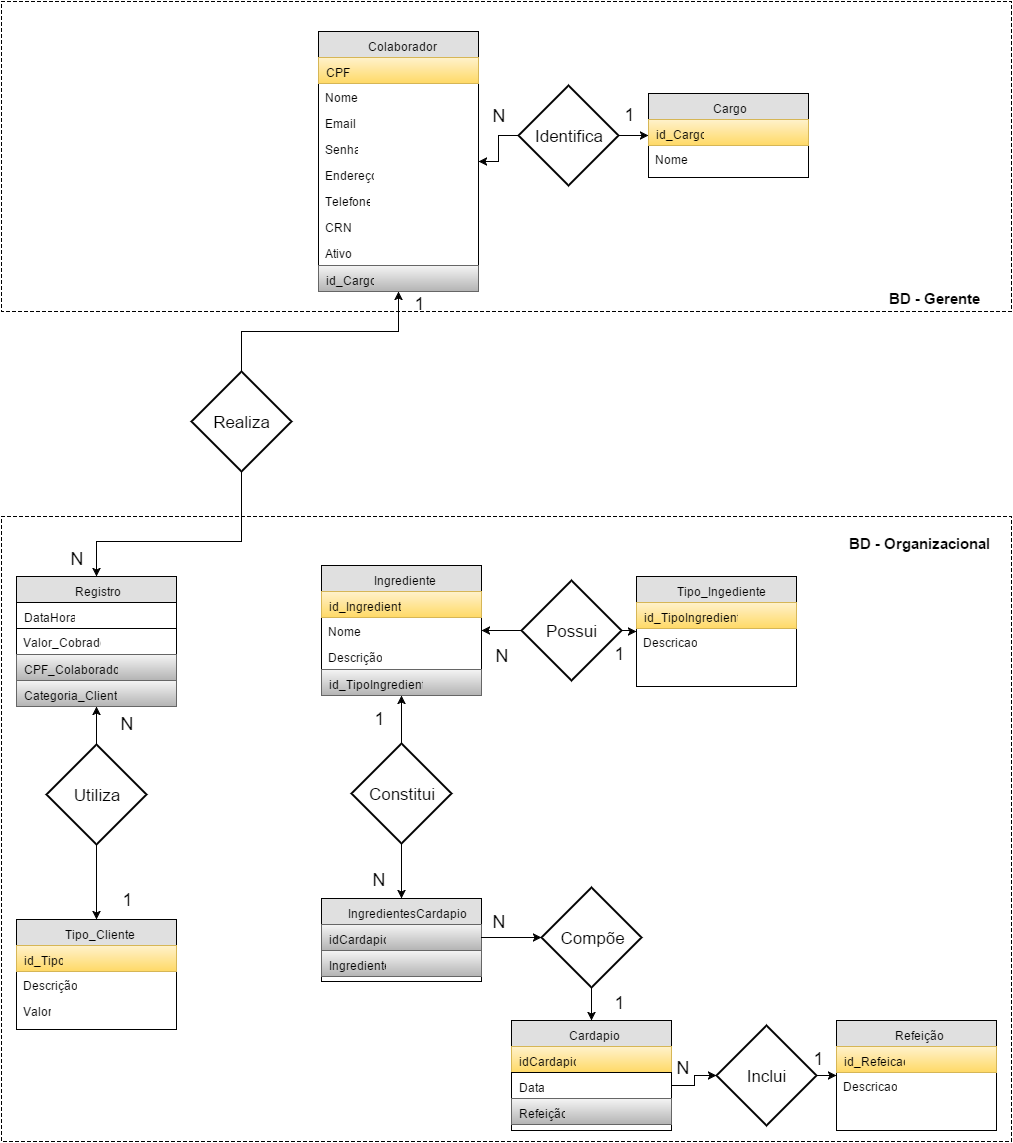 Colaborador
CPF
Nome
Email
Senha
Endereço
Telefone
CRN
Ativo
id_Cargo
N
Identifica
1
Cargo
id_Cargo
Nome
BD - Gerente
1
Realiza
N
BD - Organizacional
Registro
DataHora
Valor_Cobrad
CPF_Colaborado
Categoria_Client
N
Utiliza
1
Tipo_Cliente
id_Tipo
Descrição
Valor
Ingrediente
id_Ingredient
Nome
Descrição
id_TipoIngredient
N
Possui
1
Tipo_Ingediente
id_TipoIngredien
Descricao
1
Constitui
N
IngredientesCardapio
idCardapio
Ingrediente
N
Compõe
1
Cardapio
idCardapio
Data
Refeição
N
Inclui
1
Refeição
id_Refeicao
Descricao